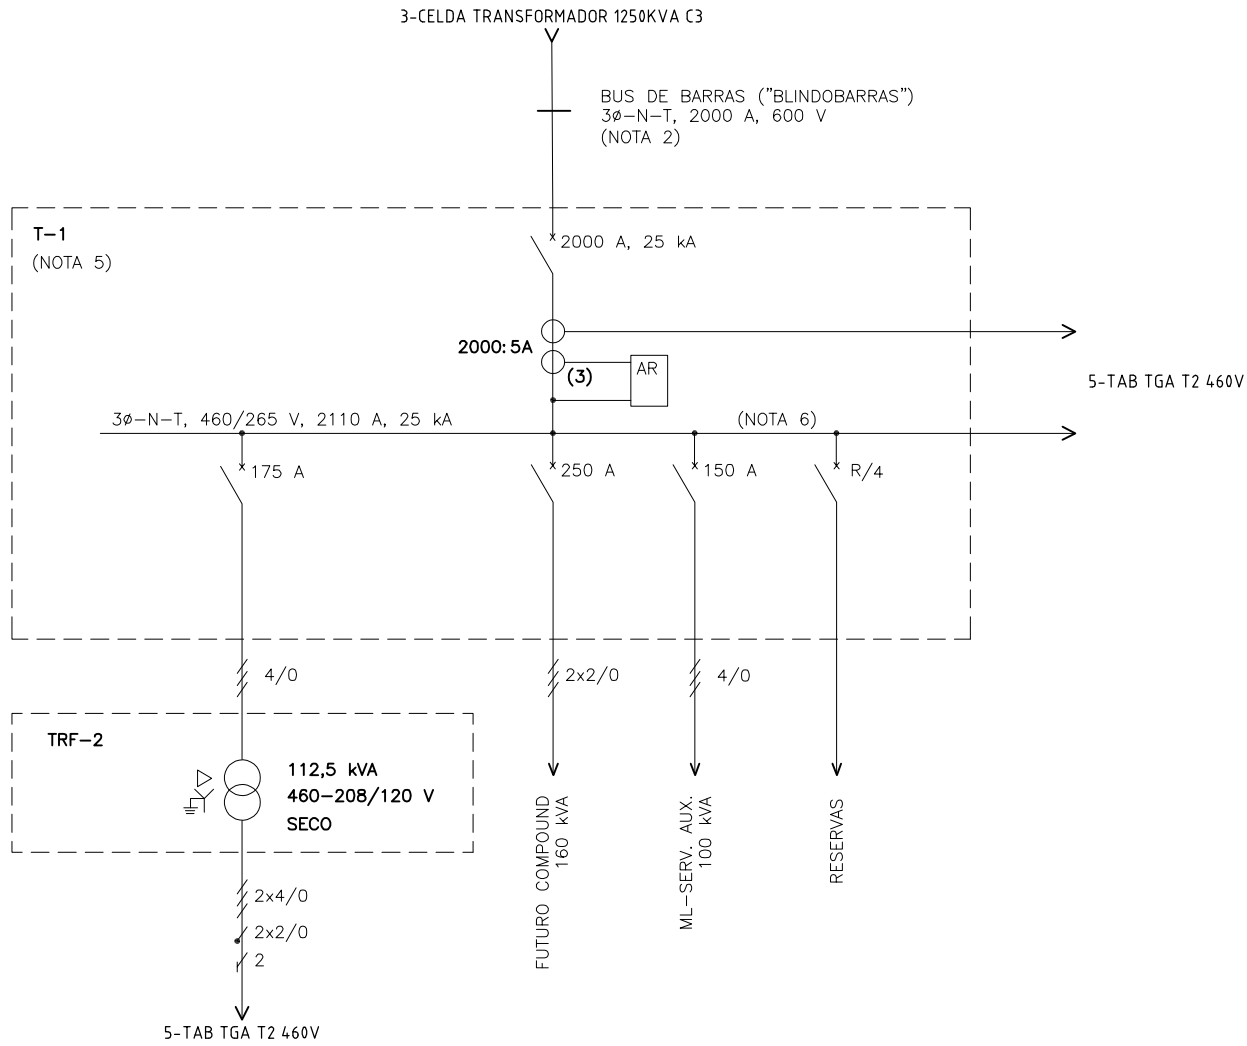 3-CELDA TRANSFORMADOR 1250KVA C3
BUS DE BARRAS ("BLINDOBARRAS")
3ø-N-T, 2000 A, 600 V
(NOTA 2)
T-1
(NOTA 5)
2000 A, 25 kA
2000:5A
(3)
AR
5-TAB TGA T2 460V
3ø-N-T, 460/265 V, 2110 A, 25 kA
(NOTA 6)
175 A
250 A
150 A
R/4
4/0
2x2/0
4/0
TRF-2
112,5 kVA
460-208/120 V
SECO
FUTURO COMPOUND
160 kVA
ML-SERV. AUX.
100 kVA
RESERVAS
2x4/0
2x2/0
2
5-TAB TGA T2 460V